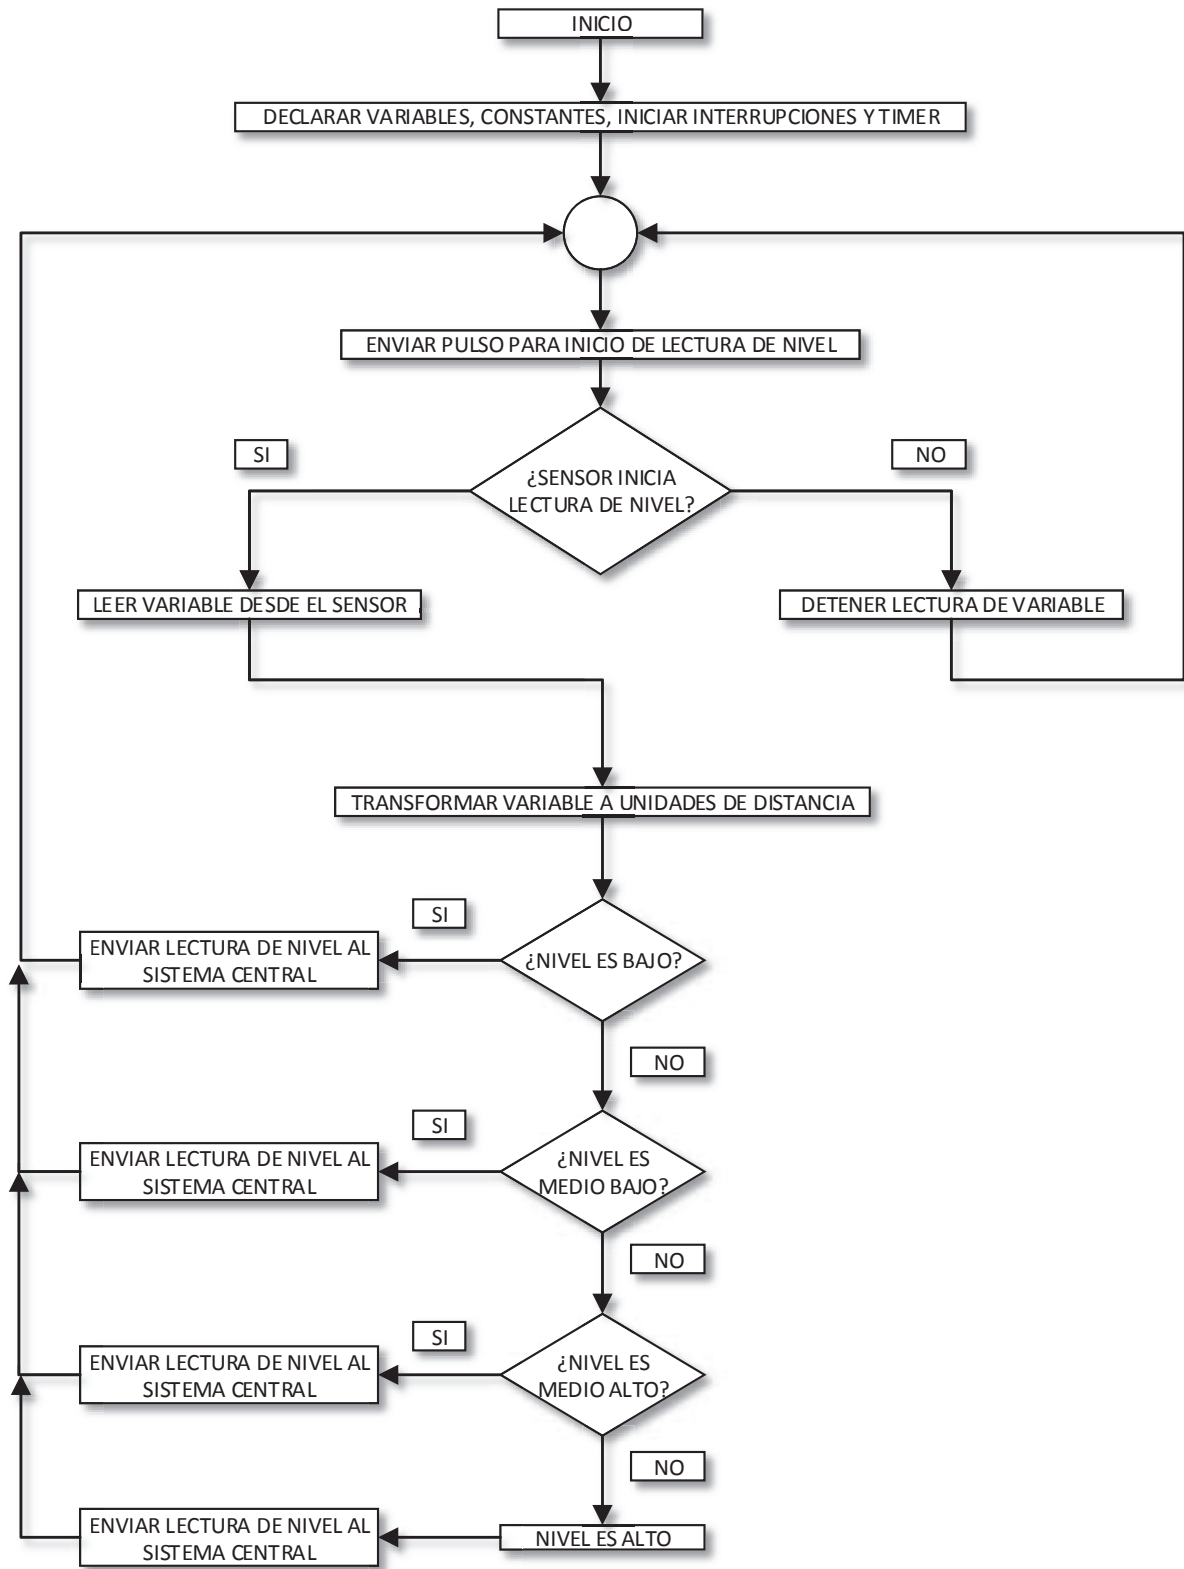 INICIO
DECLARAR VARIABLES, CONSTANTES, INICIAR INTERRUPCIONES Y TIMER
ENVIAR PULSO PARA INICIO DE LECTURA DE NIVEL
SI
NO
¿SENSOR INICIA
LECTURA DE NIVEL?
LEER VARIABLE DESDE EL SENSOR
DETENER LECTURA DE VARIABLE
TRANSFORMAR VARIABLE A UNIDADES DE DISTANCIA
SI
ENVIAR LECTURA DE NIVEL AL
SISTEMA CENTRAL
¿NIVEL ES BAJO?
NO
SI
ENVIAR LECTURA DE NIVEL AL
SISTEMA CENTRAL
¿NIVEL ES
MEDIO BAJO?
NO
SI
ENVIAR LECTURA DE NIVEL AL
SISTEMA CENTRAL
¿NIVEL ES
MEDIO ALTO?
NO
ENVIAR LECTURA DE NIVEL AL
SISTEMA CENTRAL
NIVEL ES ALTO